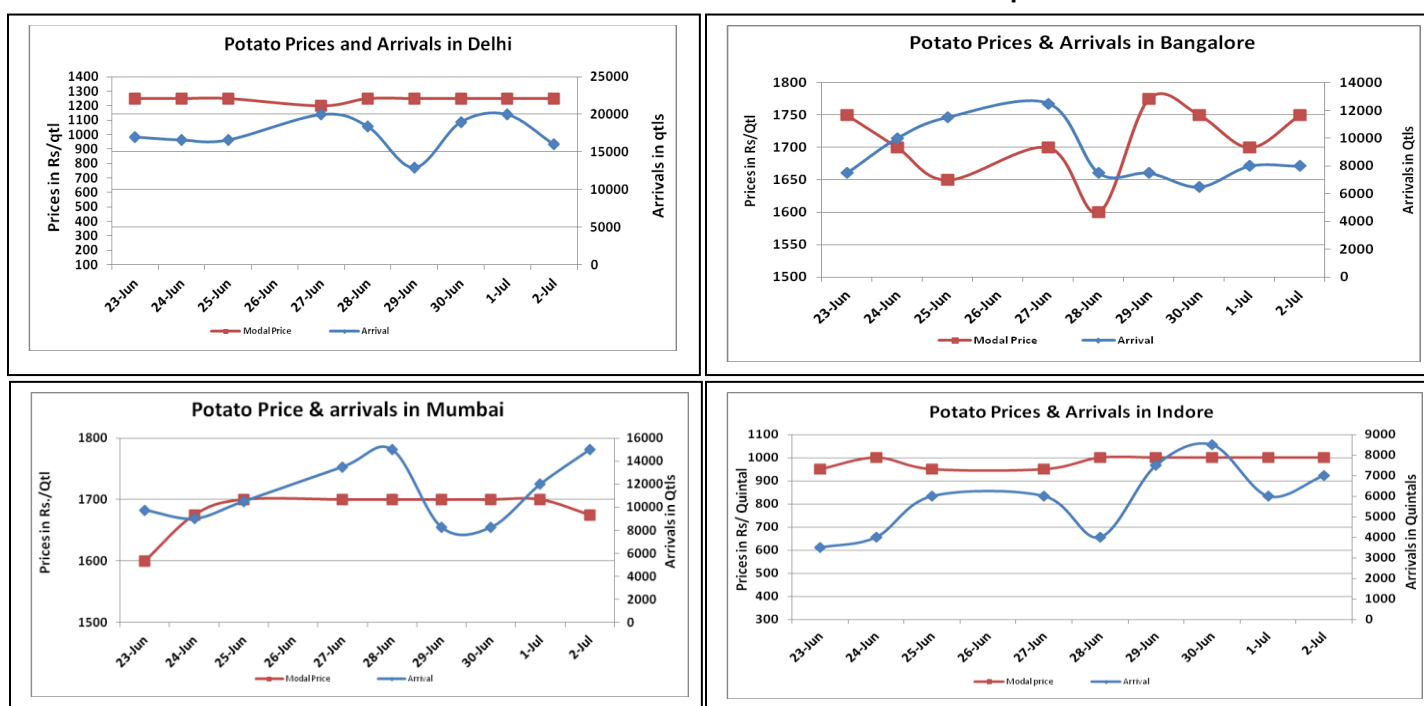 Potato Prices and Arrivals in Delhi
1400
1300
1200
1100
1000
900
800
700
600
500
400
300
200
100
Prices in Rs/qtl
25000
20000
15000
10000
5000
0
Arrivals in qtls
23-Jun
24-Jun
25-Jun
26-Jun
27-Jun
28-Jun
29-Jun
30-Jun
1-Jul
2-Jul
Modal Price
Arrival
Potato Prices & Arrivals in Bangalore
1800
1750
1700
1650
1600
1550
1500
Prices in Rs/Qtl
14000
12000
10000
8000
6000
4000
2000
0
Arrivals in Qtls
23-Jun
24-Jun
25-Jun
26-Jun
27-Jun
28-Jun
29-Jun
30-Jun
1-Jul
2-Jul
Modal Price
Arrival
Potato Price & arrivals in Mumbai
1800
1700
1600
1500
Prices in Rs./Qtl
16000
14000
12000
10000
8000
6000
4000
2000
0
Arrivals in Qtls
23-Jun
24-Jun
25-Jun
26-Jun
27-Jun
28-Jun
29-Jun
30-Jun
1-Jul
2-Jul
Modal Price
Arrival
Potato Prices & Arrivals in Indore
1100
1000
900
800
700
600
500
400
300
Prices in Rs/ Quintal
9000
8000
7000
6000
5000
4000
3000
2000
1000
0
Arrivals in Quintals
23-Jun
24-Jun
25-Jun
26-Jun
27-Jun
28-Jun
29-Jun
30-Jun
1-Jul
2-Jul
Modal price
Arrival